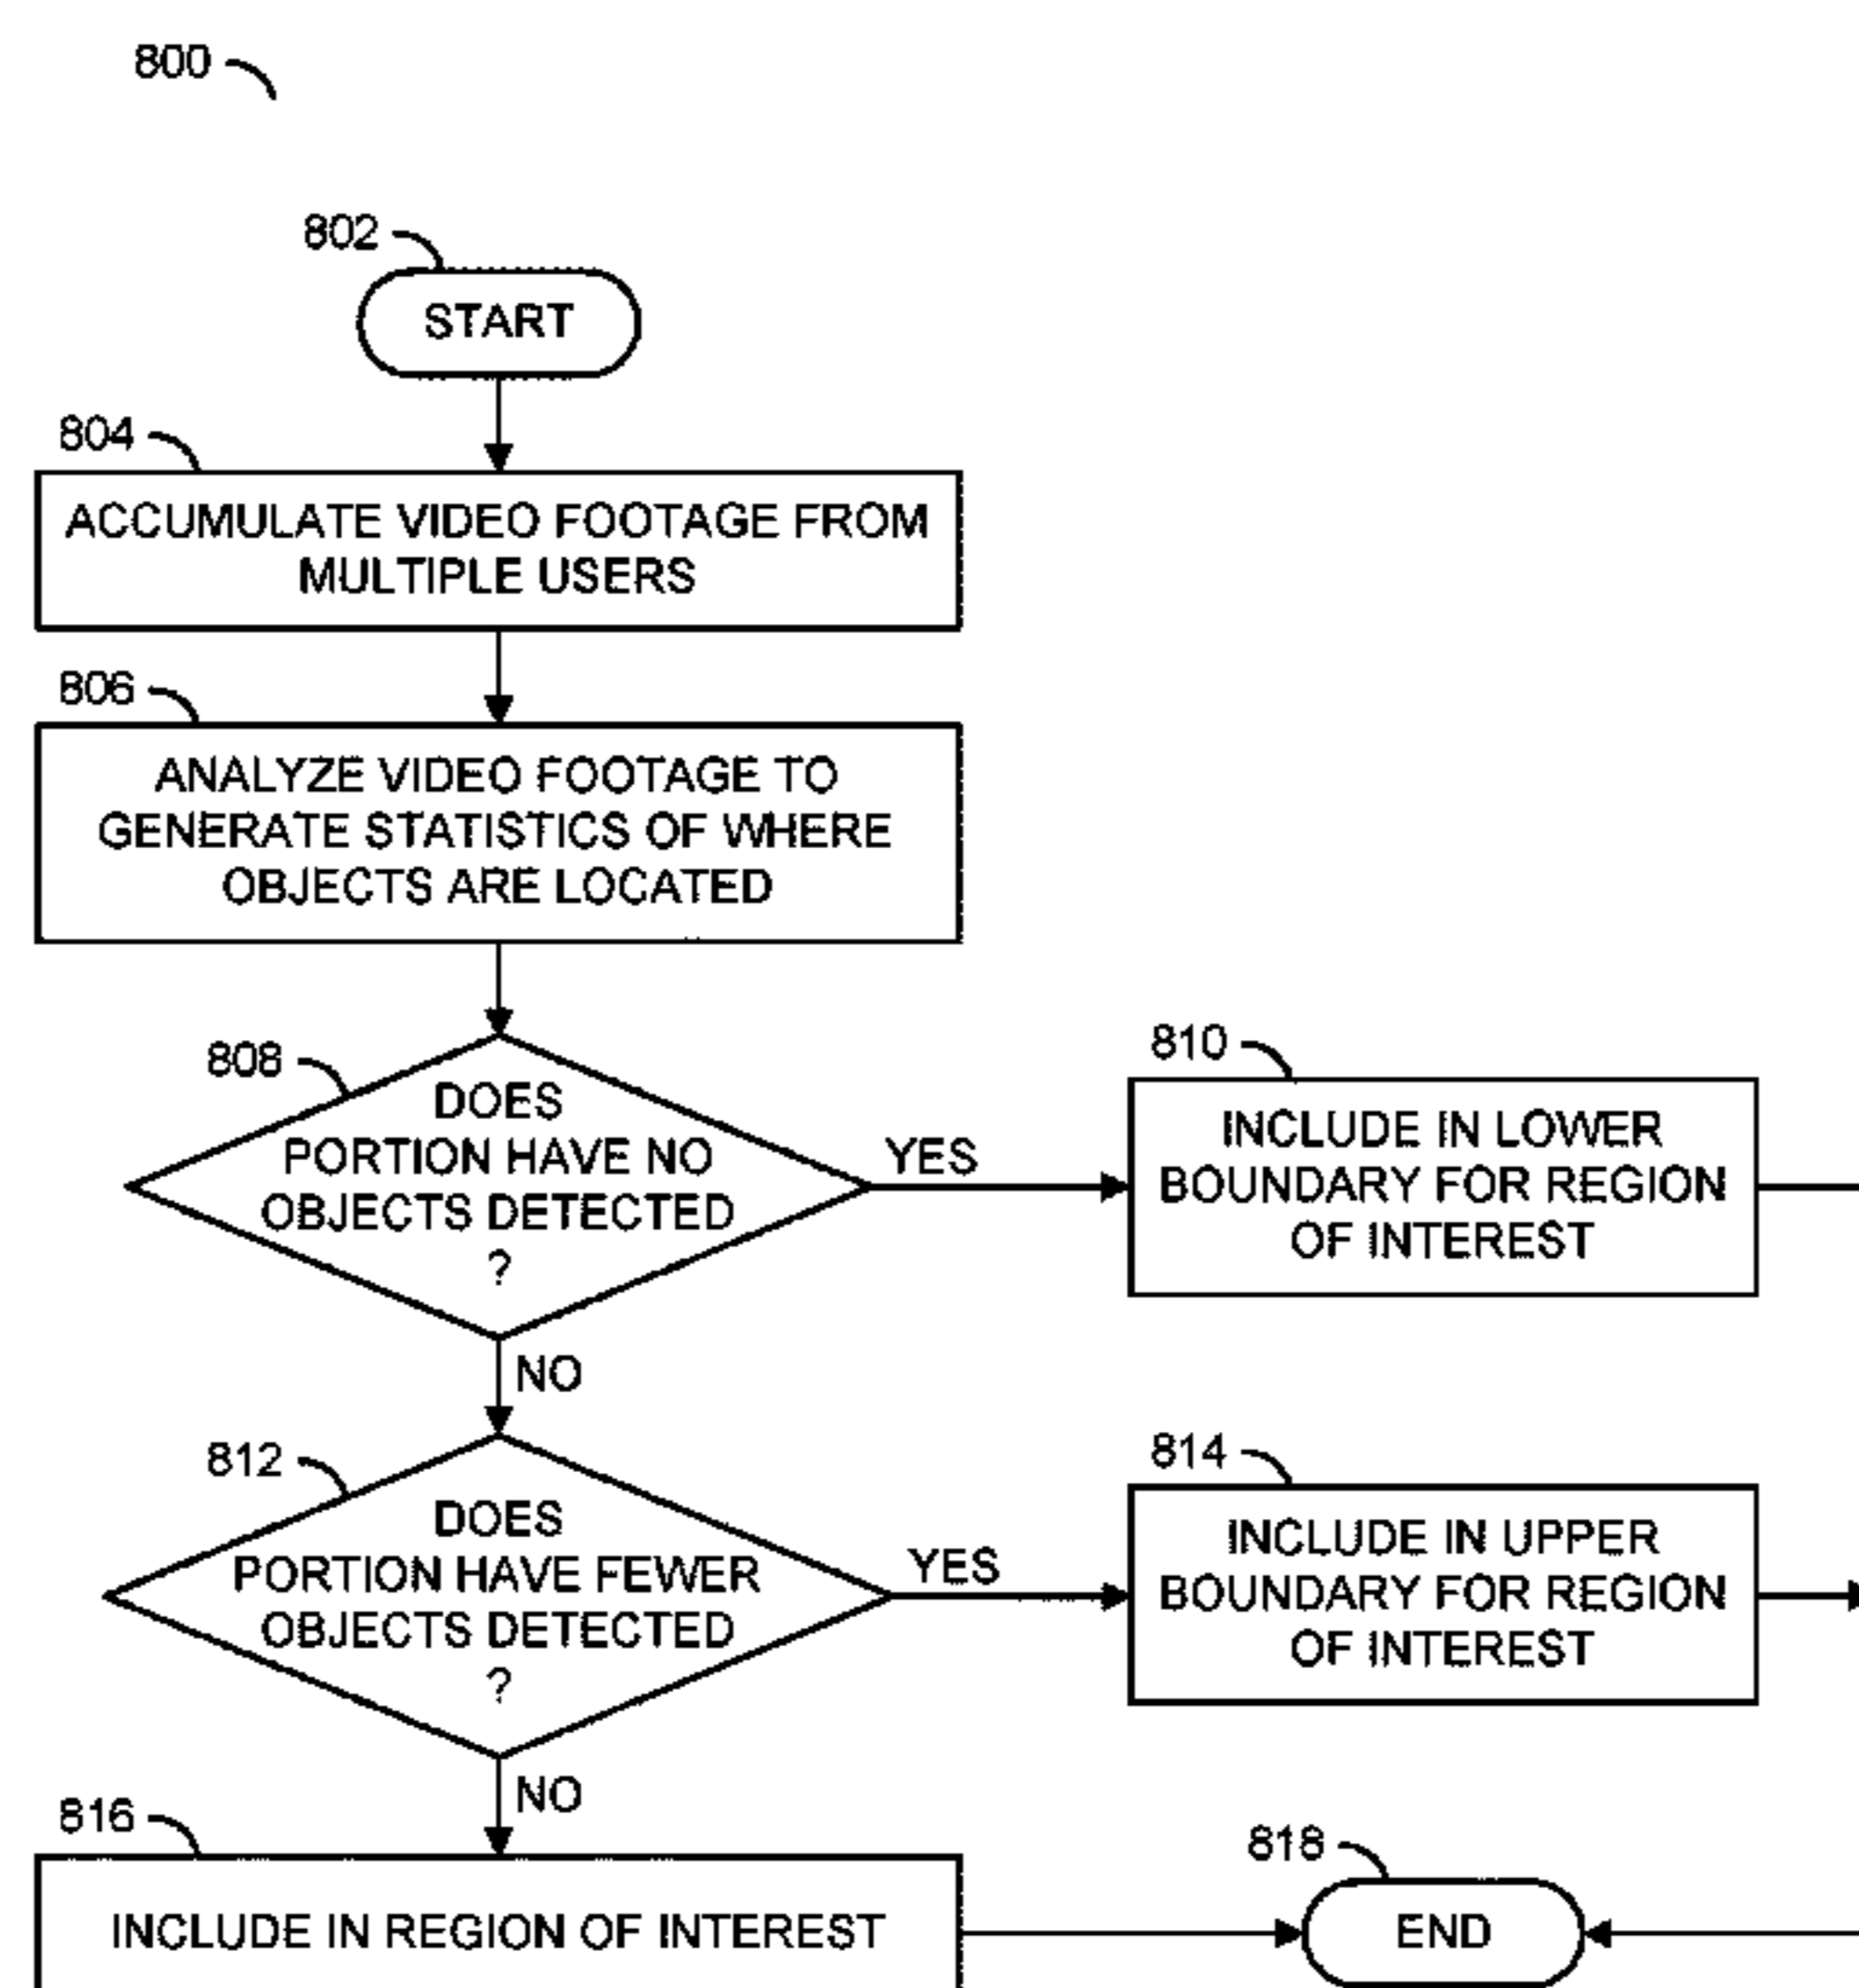 800
802
START
804
ACCUMULATE VIDEO FOOTAGE FROM
MULTIPLE USERS
806
ANALYZE VIDEO FOOTAGE TO
GENERATE STATISTICS OF WHERE
OBJECTS ARE LOCATED
808
DOES
PORTION HAVE NO
OBJECTS DETECTED
?
YES
810
INCLUDE IN LOWER
BOUNDARY FOR REGION
OF INTEREST
NO
812
DOES
PORTION HAVE FEWER
OBJECTS DETECTED
?
YES
814
INCLUDE IN UPPER
BOUNDARY FOR REGION
OF INTEREST
NO
816
INCLUDE IN REGION OF INTEREST
818
END